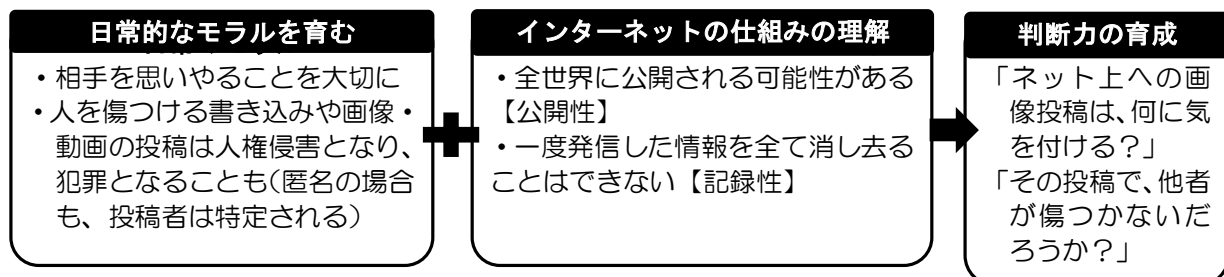 日常的なモラルを育む
・相手を思いやることを大切に
・人を傷つける書き込みや画像・
動画の投稿は人権侵害となり、
犯罪となることも(匿名の場合
も、投稿者は特定される)
インターネットの仕組みの理解
・全世界に公開される可能性がある
【公開性】
・一度発信した情報を全て消し去る
ことはできない【記録性】
判断力の育成
「ネット上への画
像投稿は、何に気
を付ける?」
「その投稿で、他者
が傷つかないだ
ろうか?」